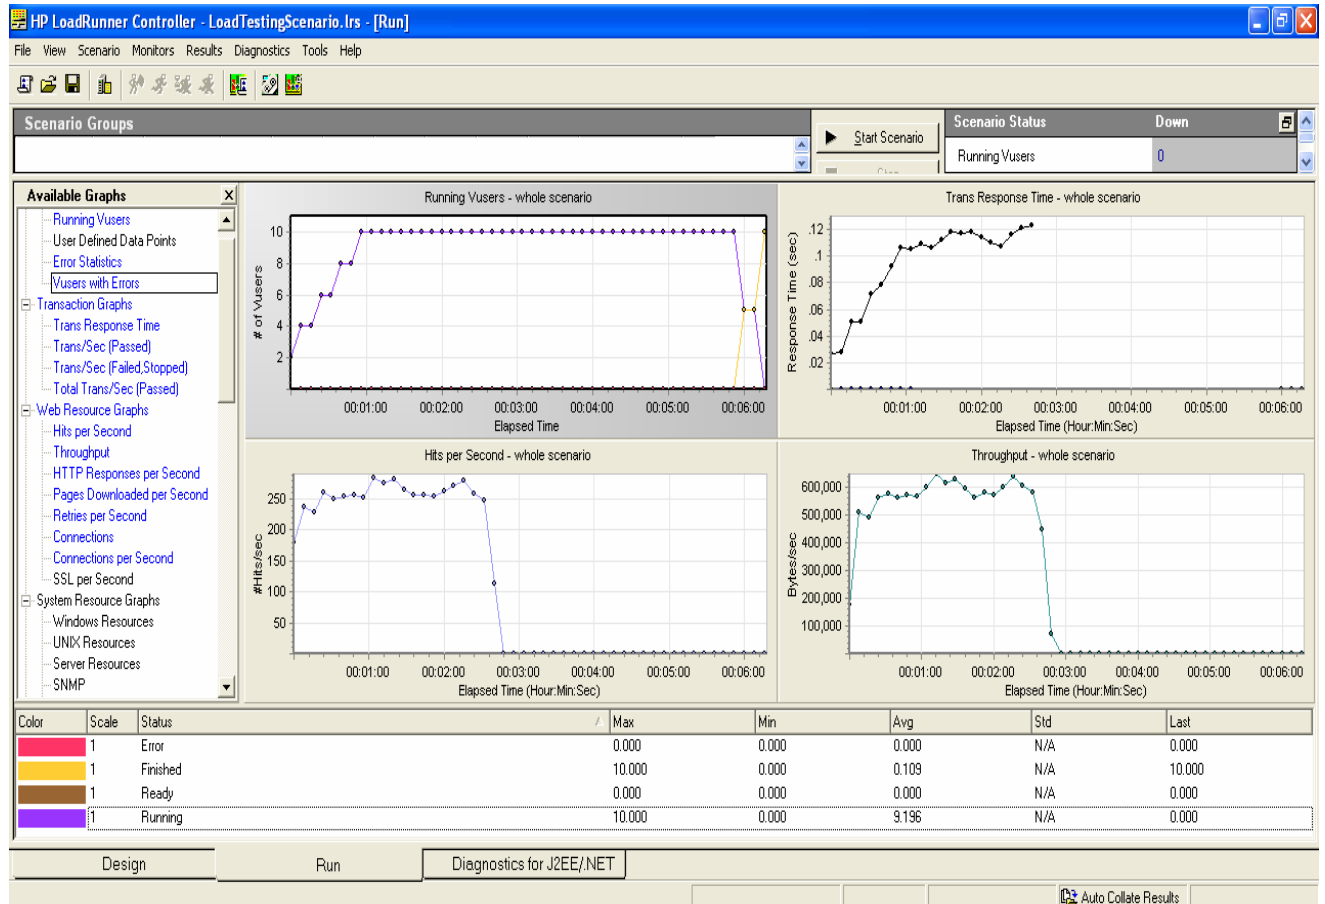 HP LoadRunner Controller - LoadTestingScenario.lrs - [Run]
File View Scenario Monitors Results Diagnostics Tools Help
Scenario Groups
Start Scenario
Scenario Status Down
Running Vusers 0
Available Graphs X
Running Vusers
User Defined Data Points
Error Statistics
Vusers with Errors
Transaction Graphs
Trans Response Time
Trans/Sec (Passed)
Trans/Sec (Failed,Stopped)
Total Trans/Sec (Passed)
Web Resource Graphs
Hits per Second
Throughput
HTTP Responses per Second
Pages Downloaded per Second
Retries per Second
Connections
Connections per Second
SSL per Second
System Resource Graphs
Windows Resources
UNIX Resources
Server Resources
SNMP
Running Vusers - whole scenario
# of Vusers
10
8
6
4
2
00:01:00 00:02:00 00:03:00 00:04:00 00:05:00 00:06:00
Elapsed Time
Trans Response Time - whole scenario
Response Time (sec)
.12
.1
.08
.06
.04
.02
00:01:00 00:02:00 00:03:00 00:04:00 00:05:00 00:06:00
Elapsed Time (Hour:Min:Sec)
Hits per Second - whole scenario
#Hits/sec
250
200
150
100
50
00:01:00 00:02:00 00:03:00 00:04:00 00:05:00 00:06:00
Elapsed Time (Hour:Min:Sec)
Throughput - whole scenario
Bytes/sec
600,000
500,000
400,000
300,000
200,000
100,000
00:01:00 00:02:00 00:03:00 00:04:00 00:05:00 00:06:00
Elapsed Time (Hour:Min:Sec)
Color Scale Status Max Min Avg Std Last
1 Error 0.000 0.000 0.000 N/A 0.000
1 Finished 10.000 0.000 0.109 N/A 10.000
1 Ready 0.000 0.000 0.000 N/A 0.000
1 Running 10.000 0.000 9.196 N/A 0.000
Design Run Diagnostics for J2EE/.NET
Auto Collate Results